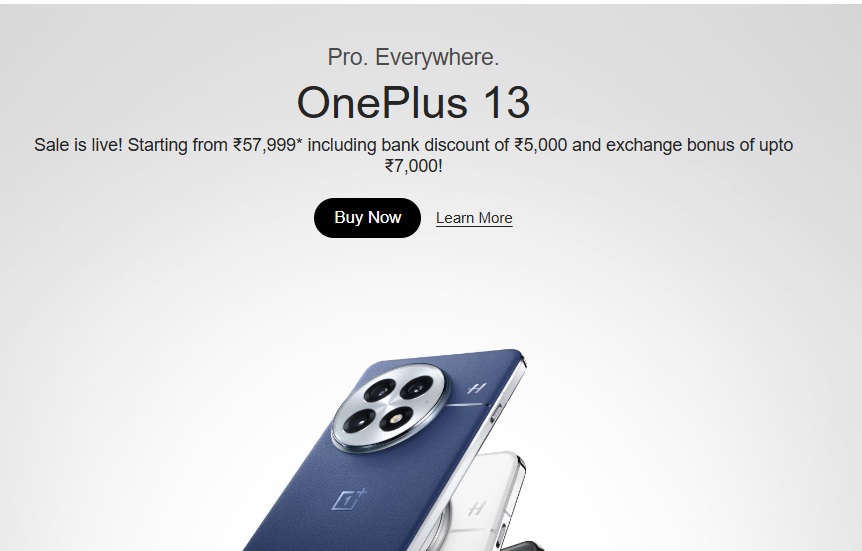 Pro. Everywhere.
OnePlus 13
Sale is live! Starting from ₹57,999* including bank discount of ₹5,000 and exchange bonus of upto
₹7,000!
Buy Now Learn More
H
1+
H